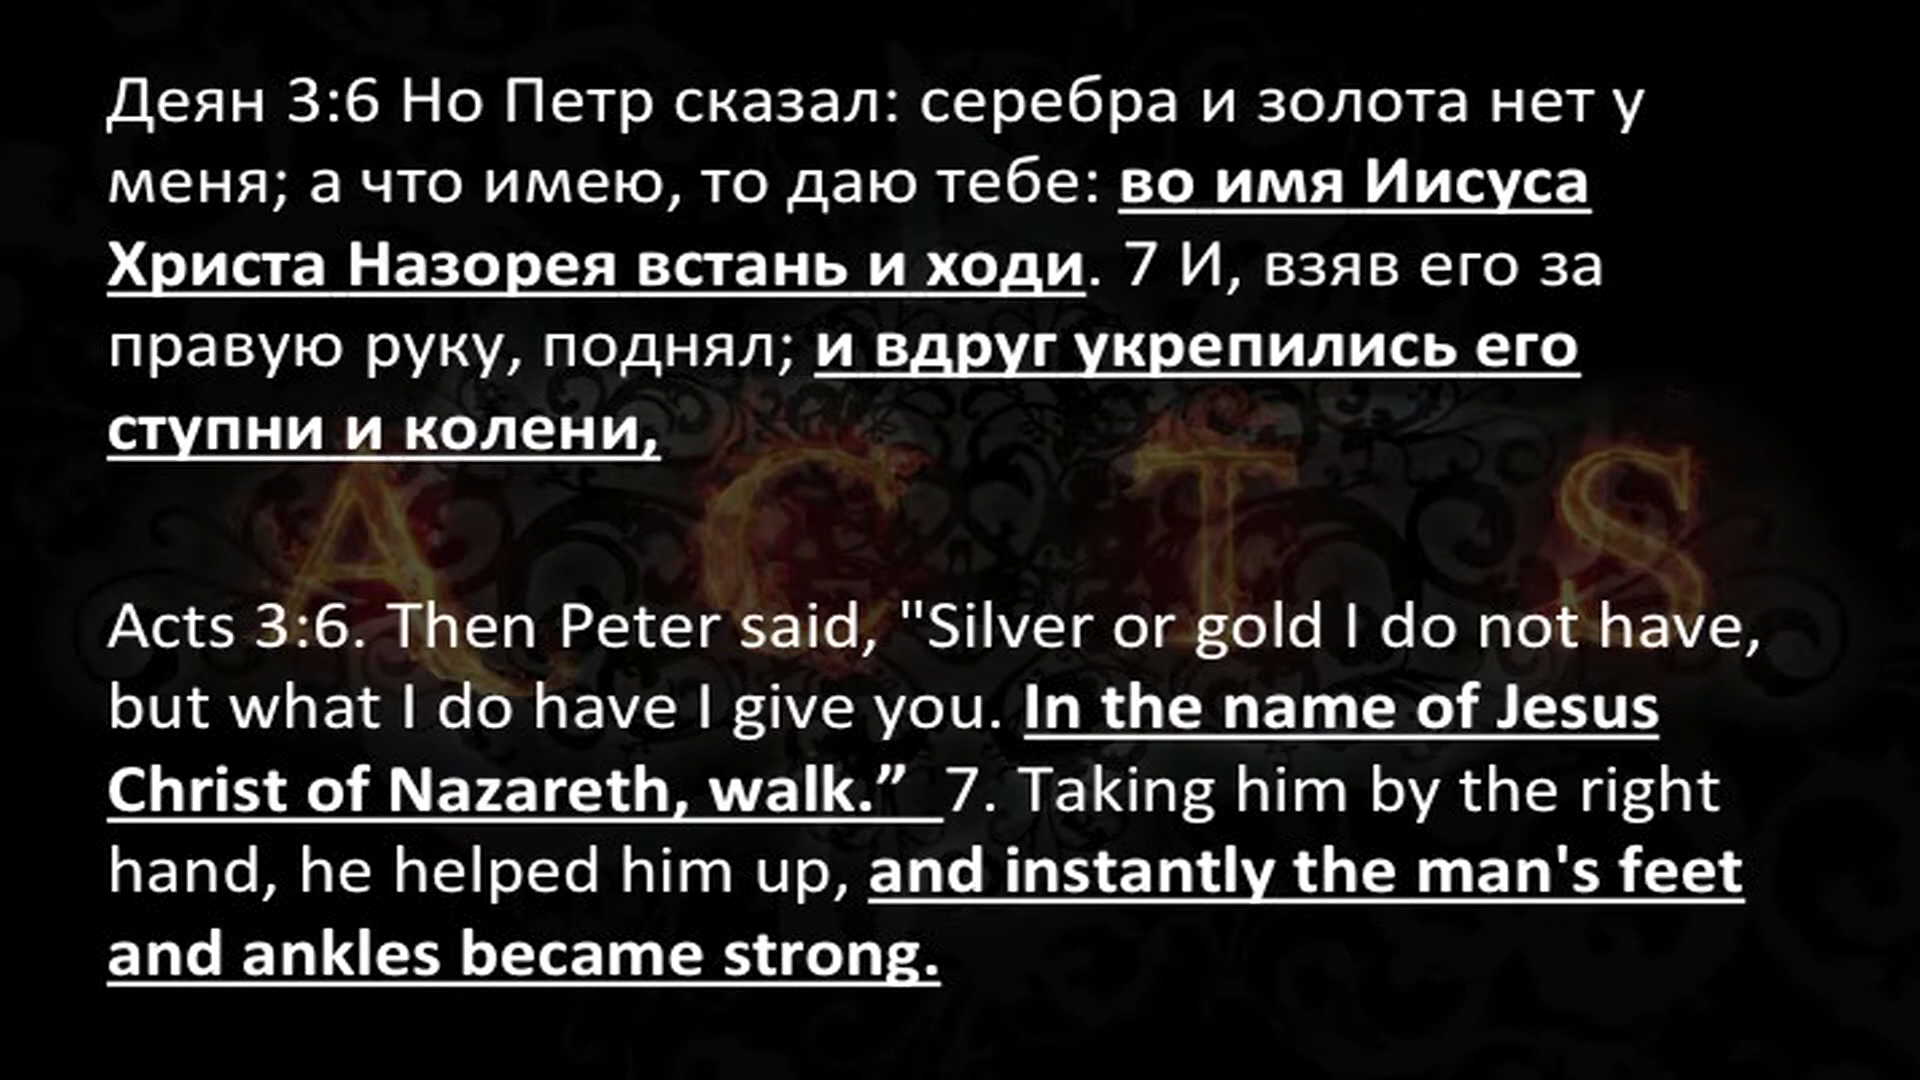 Деян 3:6 Но Петр сказал: серебра и золота нет у
меня; а что имею, то даю тебе: во имя Иисуса
Христа Назорея встань и ходи. 7 И, взяв его за
правую руку, поднял; и вдруг укрепились его
ступни и колени,
A C T S
Acts 3:6. Then Peter said, "Silver or gold I do not have,
but what I do have I give you. In the name of Jesus
Christ of Nazareth, walk.” 7. Taking him by the right
hand, he helped him up, and instantly the man's feet
and ankles became strong.